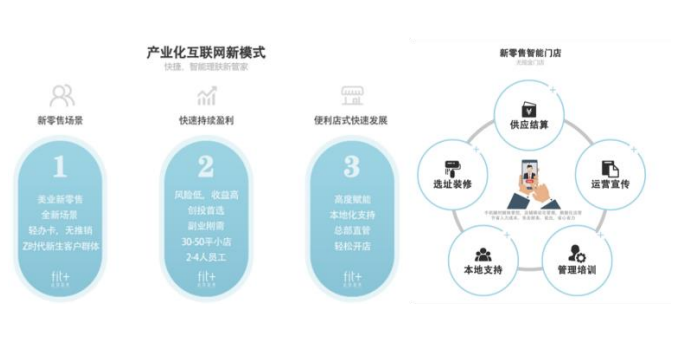 产业化互联网新模式
快捷、智能理肤新管家
新零售场景
1
美业新零售
全新场景
轻办卡、无维销
Z时代新生客户群体
fit+
快速持续盈利
2
风险低，收益高
创投首选
副业刚需
30-50平小店
2-4人员工
fit+
便利店式快速发展
3
高度赋能
本地化支持
总部直管
轻松开店
fit+
新零售智能门店
供应结算
选址装修
运营宣传
本地支持
管理培训